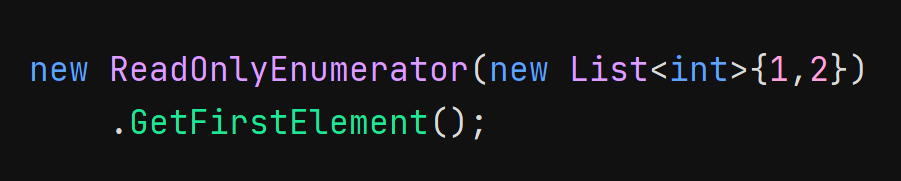 new ReadOnlyEnumerator(new List<int>{1,2})
    .GetFirstElement();